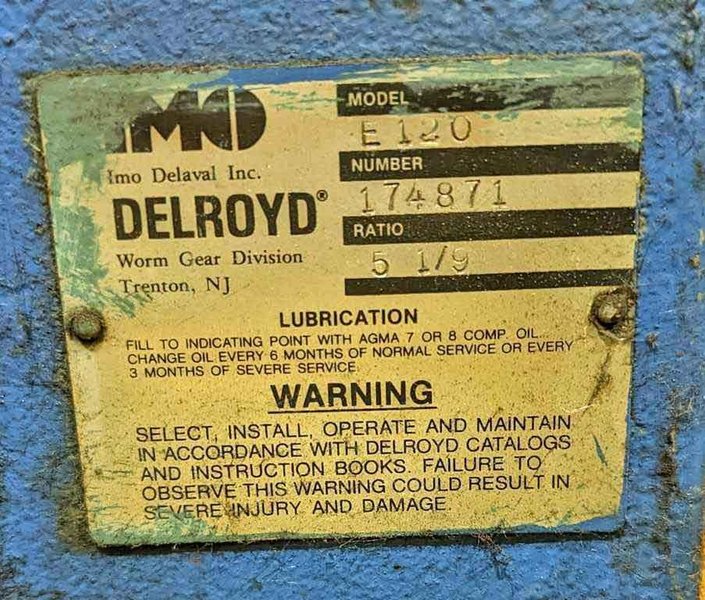 IMO
Imo Delaval Inc.
DELROYD®
Worm Gear Division
Trenton, NJ
MODEL
E120
NUMBER
174871
RATIO
5 1/9
LUBRICATION
FILL TO INDICATING POINT WITH AGMA 7 OR 8 COMP. OIL
CHANGE OIL EVERY 6 MONTHS OF NORMAL SERVICE OR EVERY
3 MONTHS OF SEVERE SERVICE
WARNING
SELECT, INSTALL, OPERATE AND MAINTAIN
IN ACCORDANCE WITH DELROYD CATALOGS
AND INSTRUCTION BOOKS. FAILURE TO
OBSERVE THIS WARNING COULD RESULT IN
SEVERE INJURY AND DAMAGE.